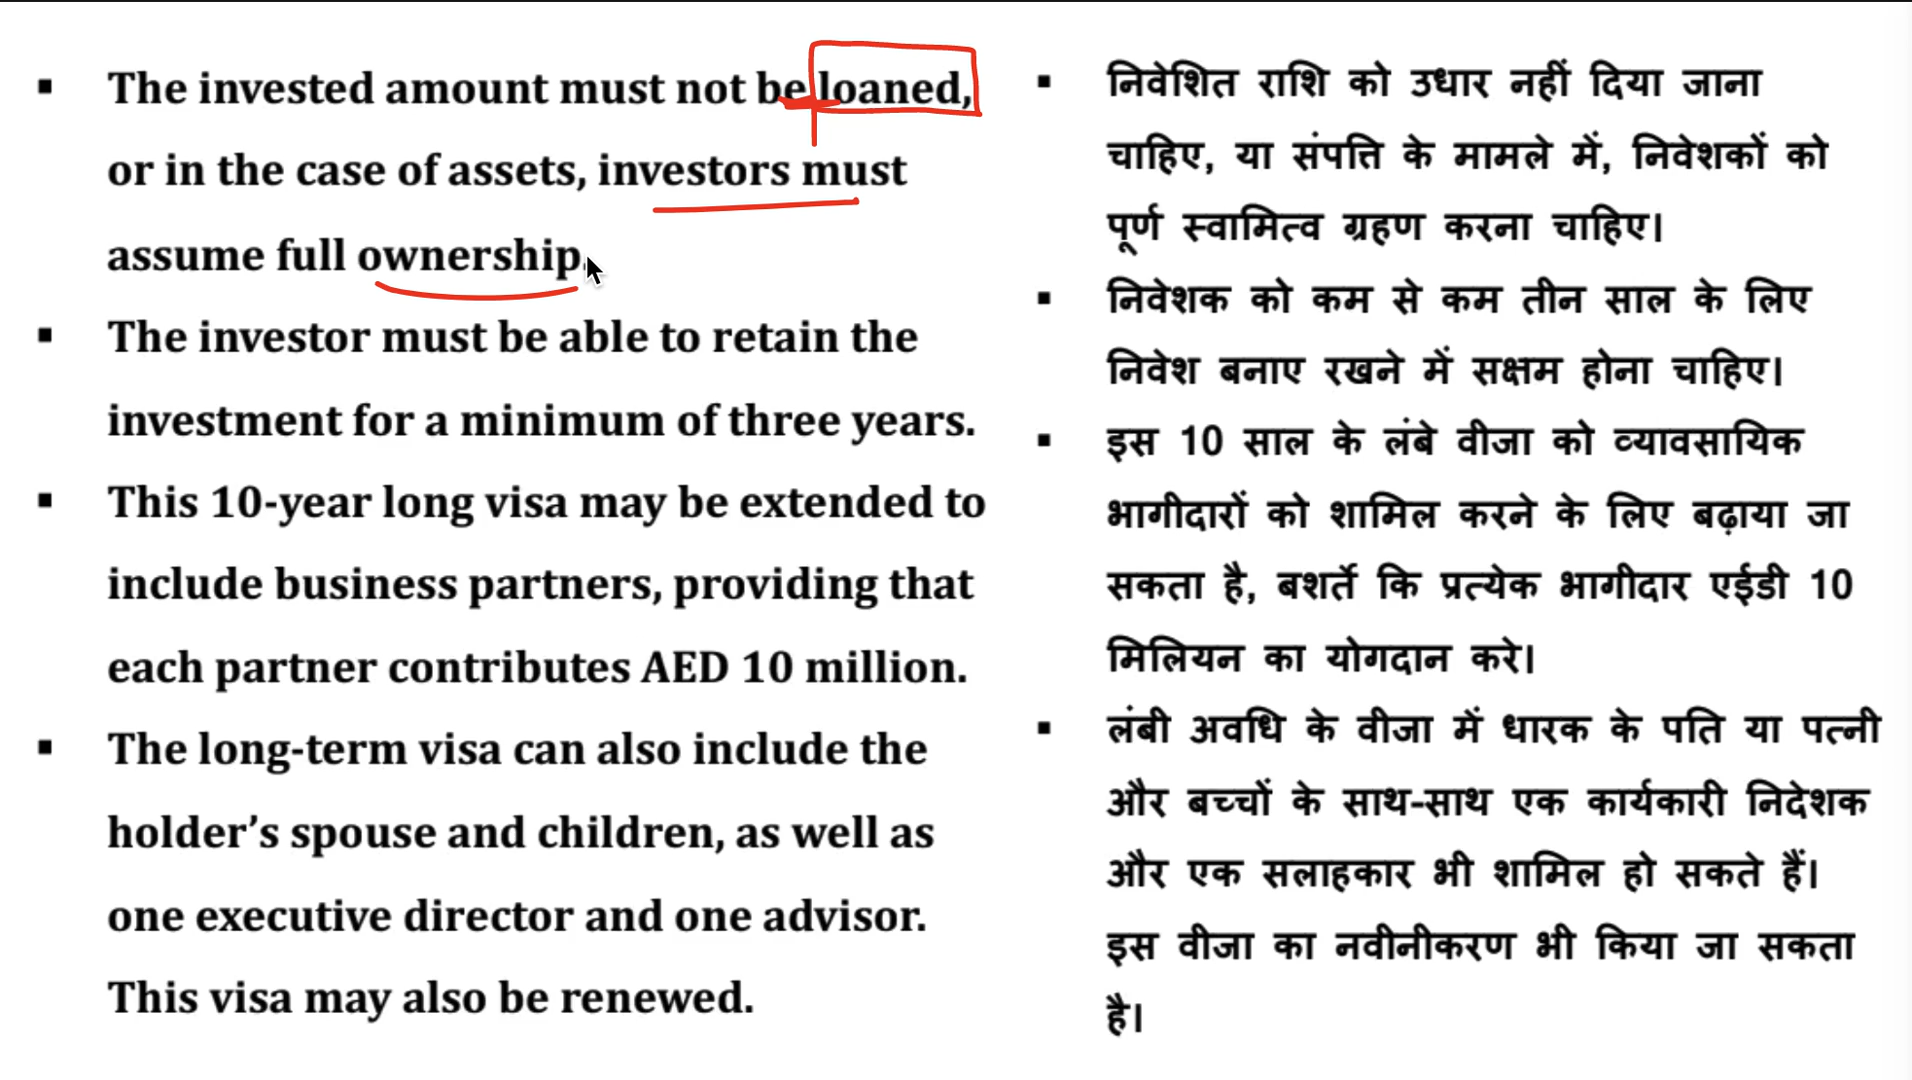 ▪ The invested amount must not be loaned,
or in the case of assets, investors must
assume full ownership.
▪ The investor must be able to retain the
investment for a minimum of three years.
▪ This 10-year long visa may be extended to
include business partners, providing that
each partner contributes AED 10 million.
▪ The long-term visa can also include the
holder’s spouse and children, as well as
one executive director and one advisor.
This visa may also be renewed.
▪ निवेशित राशि को उधार नहीं दिया जाना
चाहिए, या संपत्ति के मामले में, निवेशकों को
पूर्ण स्वामित्व ग्रहण करना चाहिए।
▪ निवेशक को कम से कम तीन साल के लिए
निवेश बनाए रखने में सक्षम होना चाहिए।
▪ इस 10 साल के लंबे वीजा को व्यावसायिक
भागीदारों को शामिल करने के लिए बढ़ाया जा
सकता है, बशर्ते कि प्रत्येक भागीदार एईडी 10
मिलियन का योगदान करे।
▪ लंबी अवधि के वीजा में धारक के पति या पत्नी
और बच्चों के साथ-साथ एक कार्यकारी निदेशक
और एक सलाहकार भी शामिल हो सकते हैं।
इस वीजा का नवीनीकरण भी किया जा सकता
है।